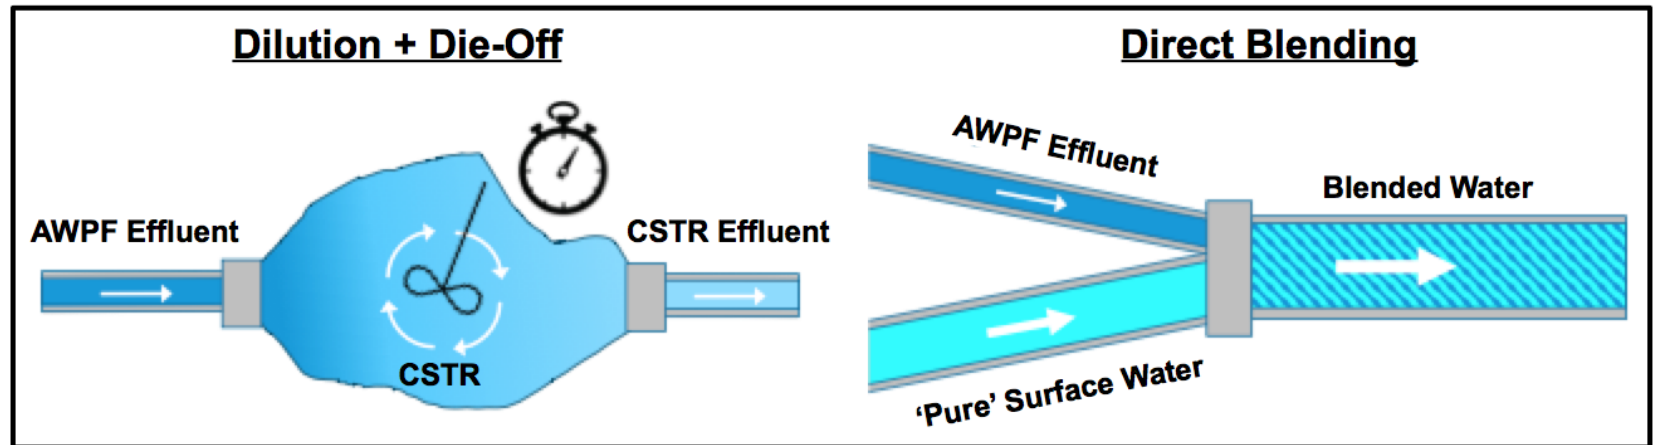 Dilution + Die-Off
AWPF Effluent
CSTR
CSTR Effluent
Direct Blending
AWPF Effluent
'Pure' Surface Water
Blended Water